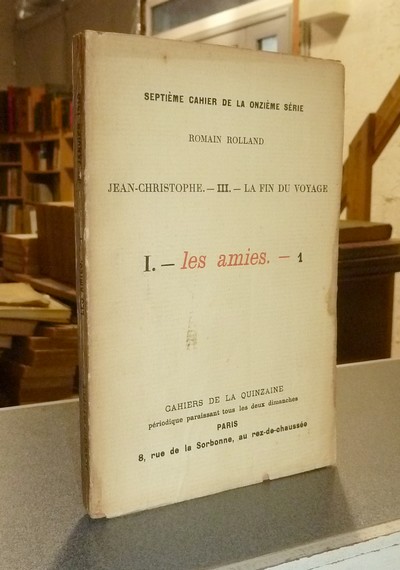 SEPTIÈME CAHIER DE LA ONZIÈME SÉRIE
ROMAIN ROLLAND
JEAN-CHRISTOPHE. — III. — LA FIN DU VOYAGE
I. — les amies. — 1
CAHIERS DE LA QUINZAINE
périodique paraissant tous les deux dimanches
PARIS
8, rue de la Sorbonne, au rez-de-chaussée